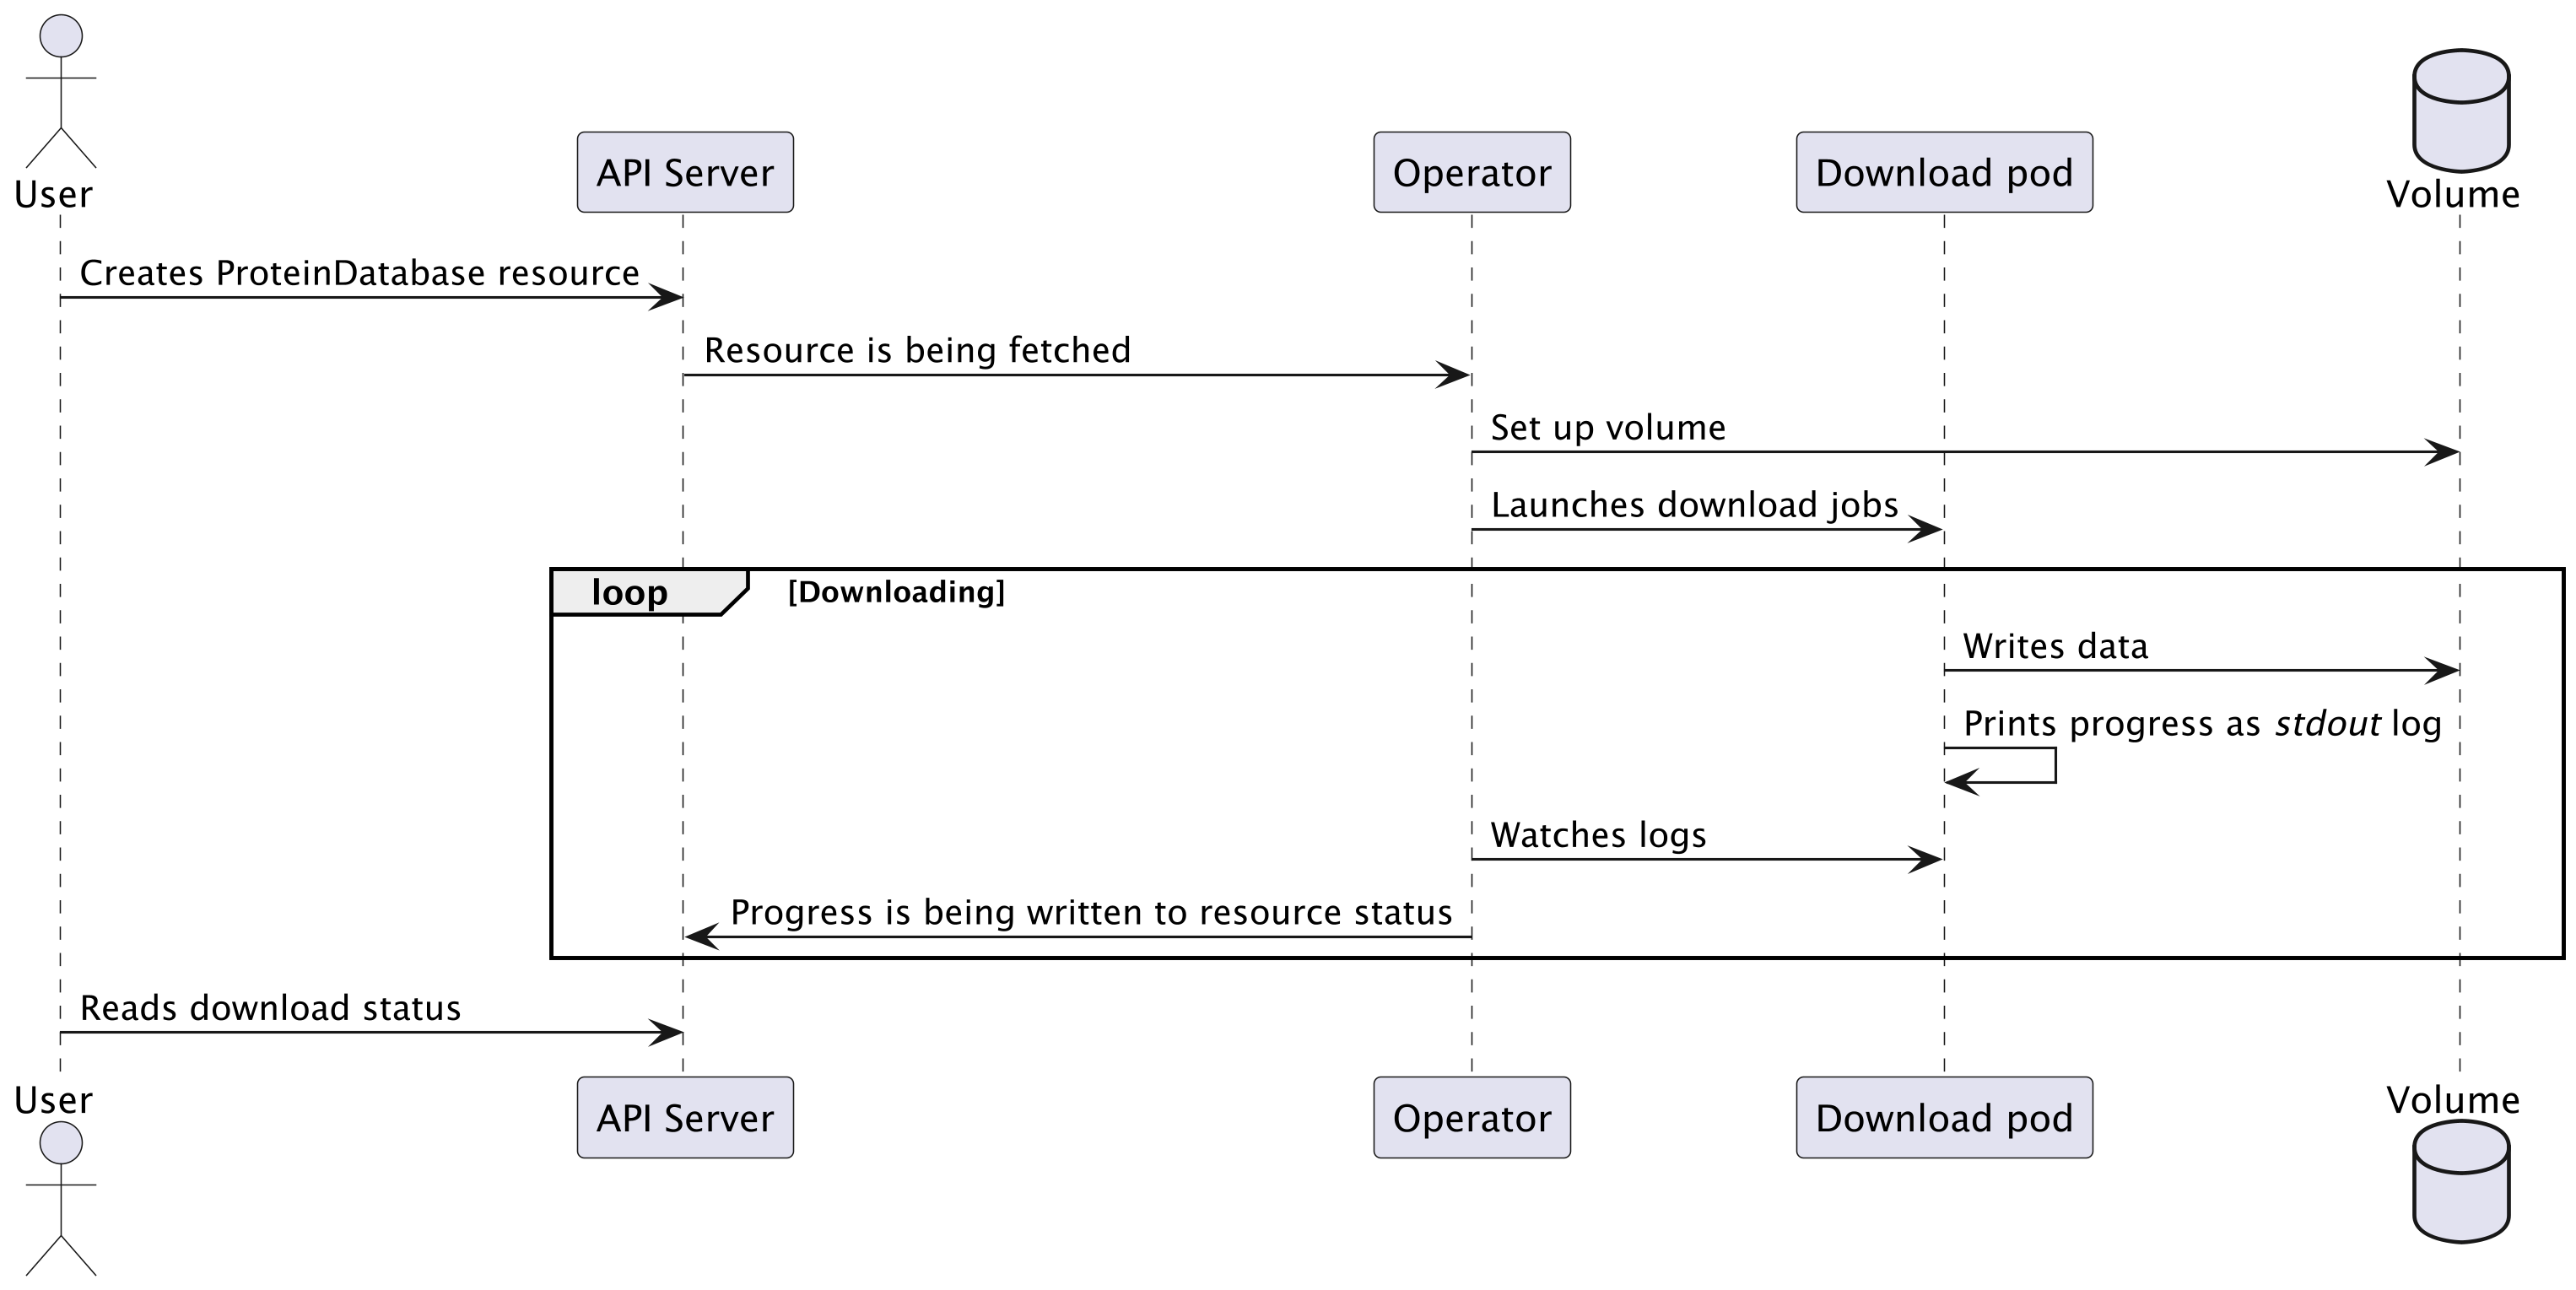 User
API Server
Operator
Download pod
Volume
Creates ProteinDatabase resource
Resource is being fetched
Set up volume
Launches download jobs
loop
[Downloading]
Writes data
Prints progress as stdout log
Watches logs
Progress is being written to resource status
Reads download status
User
API Server
Operator
Download pod
Volume